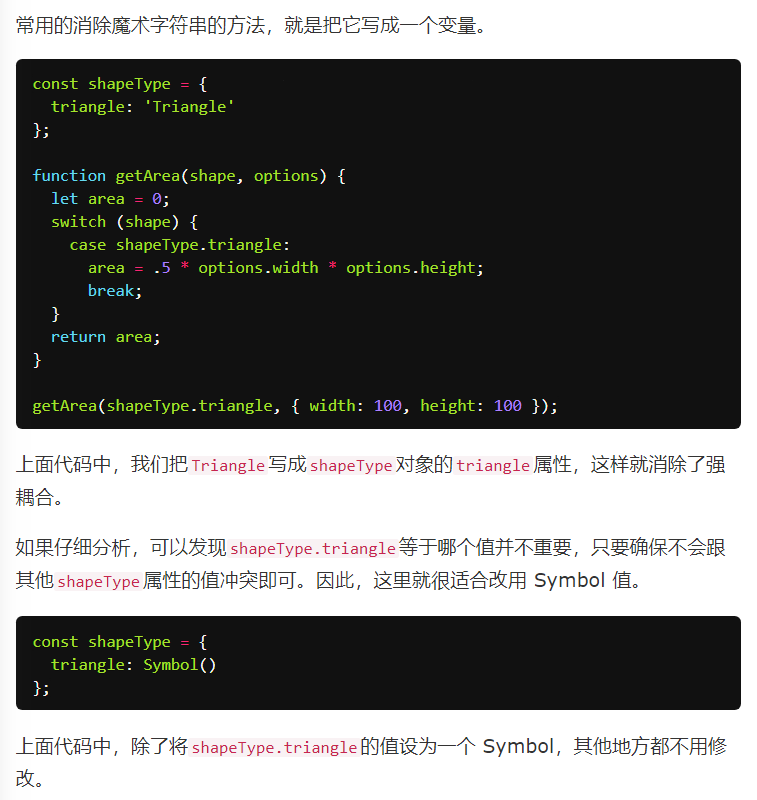 常用的消除魔术字符串的方法，就是把它写成一个变量。
const shapeType = {
  triangle: 'Triangle'
};
function getArea(shape, options) {
  let area = 0;
  switch (shape) {
    case shapeType.triangle:
      area = .5 * options.width * options.height;
      break;
  }
  return area;
}
getArea(shapeType.triangle, { width: 100, height: 100 });
上面代码中，我们把Triangle写成shapeType对象的triangle属性，这样就消除了强
耦合。
如果仔细分析，可以发现shapeType.triangle等于哪个值并不重要，只要确保不会跟
其他shapeType属性的值冲突即可。因此，这里就很适合改用 Symbol 值。
const shapeType = {
  triangle: Symbol()
};
上面代码中，除了将shapeType.triangle的值设为一个 Symbol，其他地方都不用修
改。